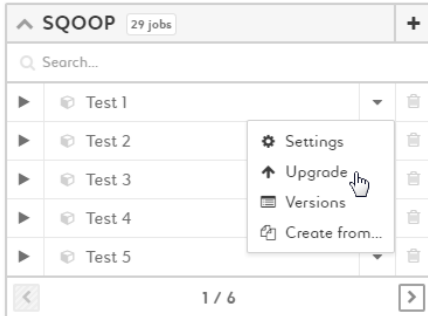 SQOOP 29 jobs
Search...
Test 1
Test 2
Settings
Upgrade
Test 3
Versions
Test 4
Create from...
Test 5
1 / 6